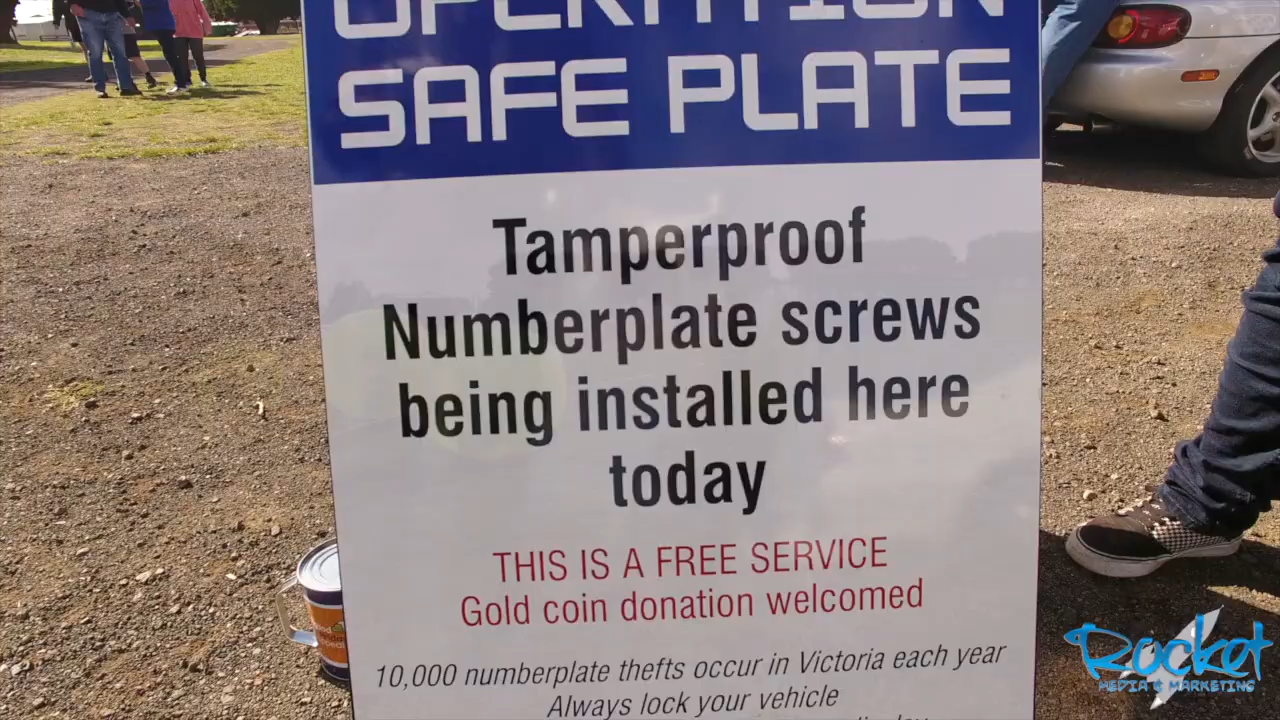 OPERATION
SAFE PLATE
Tamperproof
Numberplate screws
being installed here
today
THIS IS A FREE SERVICE
Gold coin donation welcomed
10,000 numberplate thefts occur in Victoria each year
Always lock your vehicle
Rocket
MEDIA & MARKETING